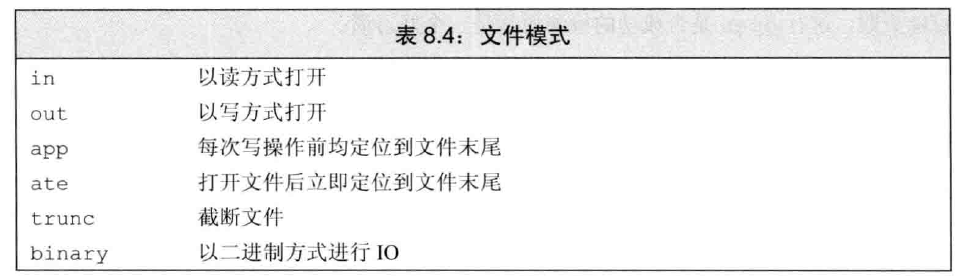 表 8.4：文件模式
in 以读方式打开
out 以写方式打开
app 每次写操作前均定位到文件末尾
ate 打开文件后立即定位到文件末尾
trunc 截断文件
binary 以二进制方式进行 IO